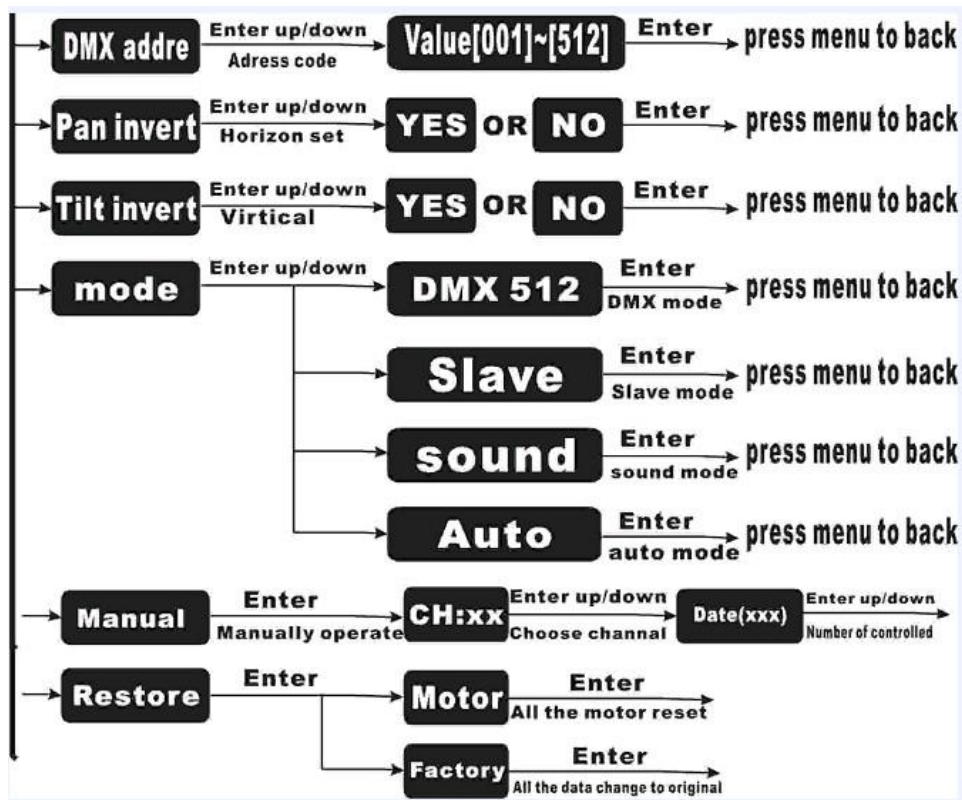 DMX addre Enter up/down Value[001]~[512] Enter press menu to back
Adress code
Pan invert Enter up/down YES OR NO Enter press menu to back
Horizon set
Tilt invert Enter up/down YES OR NO Enter press menu to back
Virtical
mode Enter up/down DMX 512 Enter press menu to back
DMX mode
Slave Enter press menu to back
Slave mode
sound Enter press menu to back
sound mode
Auto Enter press menu to back
auto mode
Manual Enter CH:xx Enter up/down Date(xxx) Enter up/down
Manually operate Choose channal Number of controlled
Restore Enter Motor Enter
All the motor reset
Factory Enter
All the data change to original